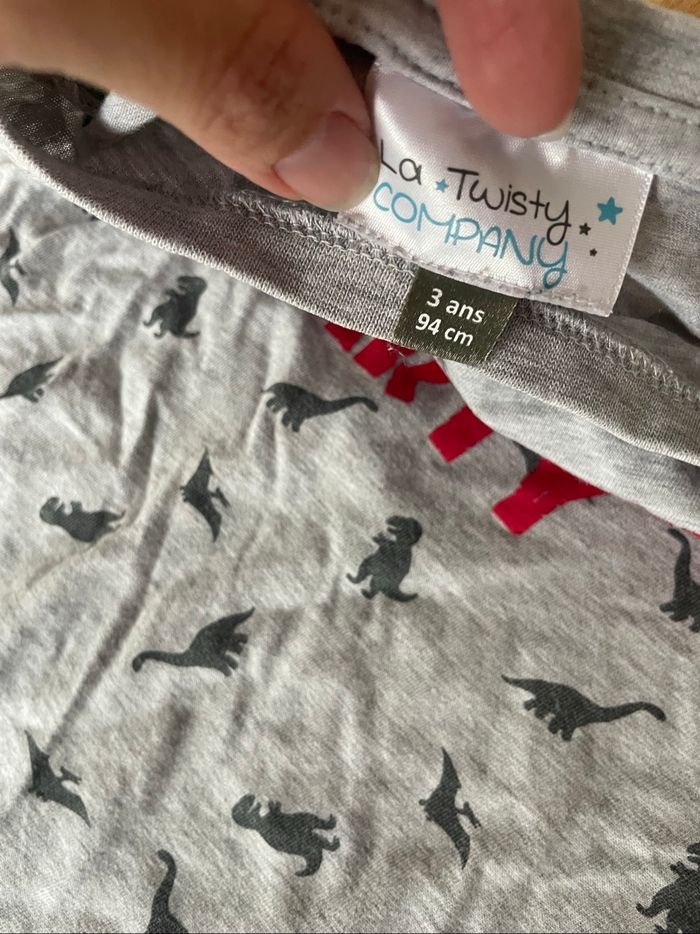 La Twisty
COMPANY
3 ans
94 cm